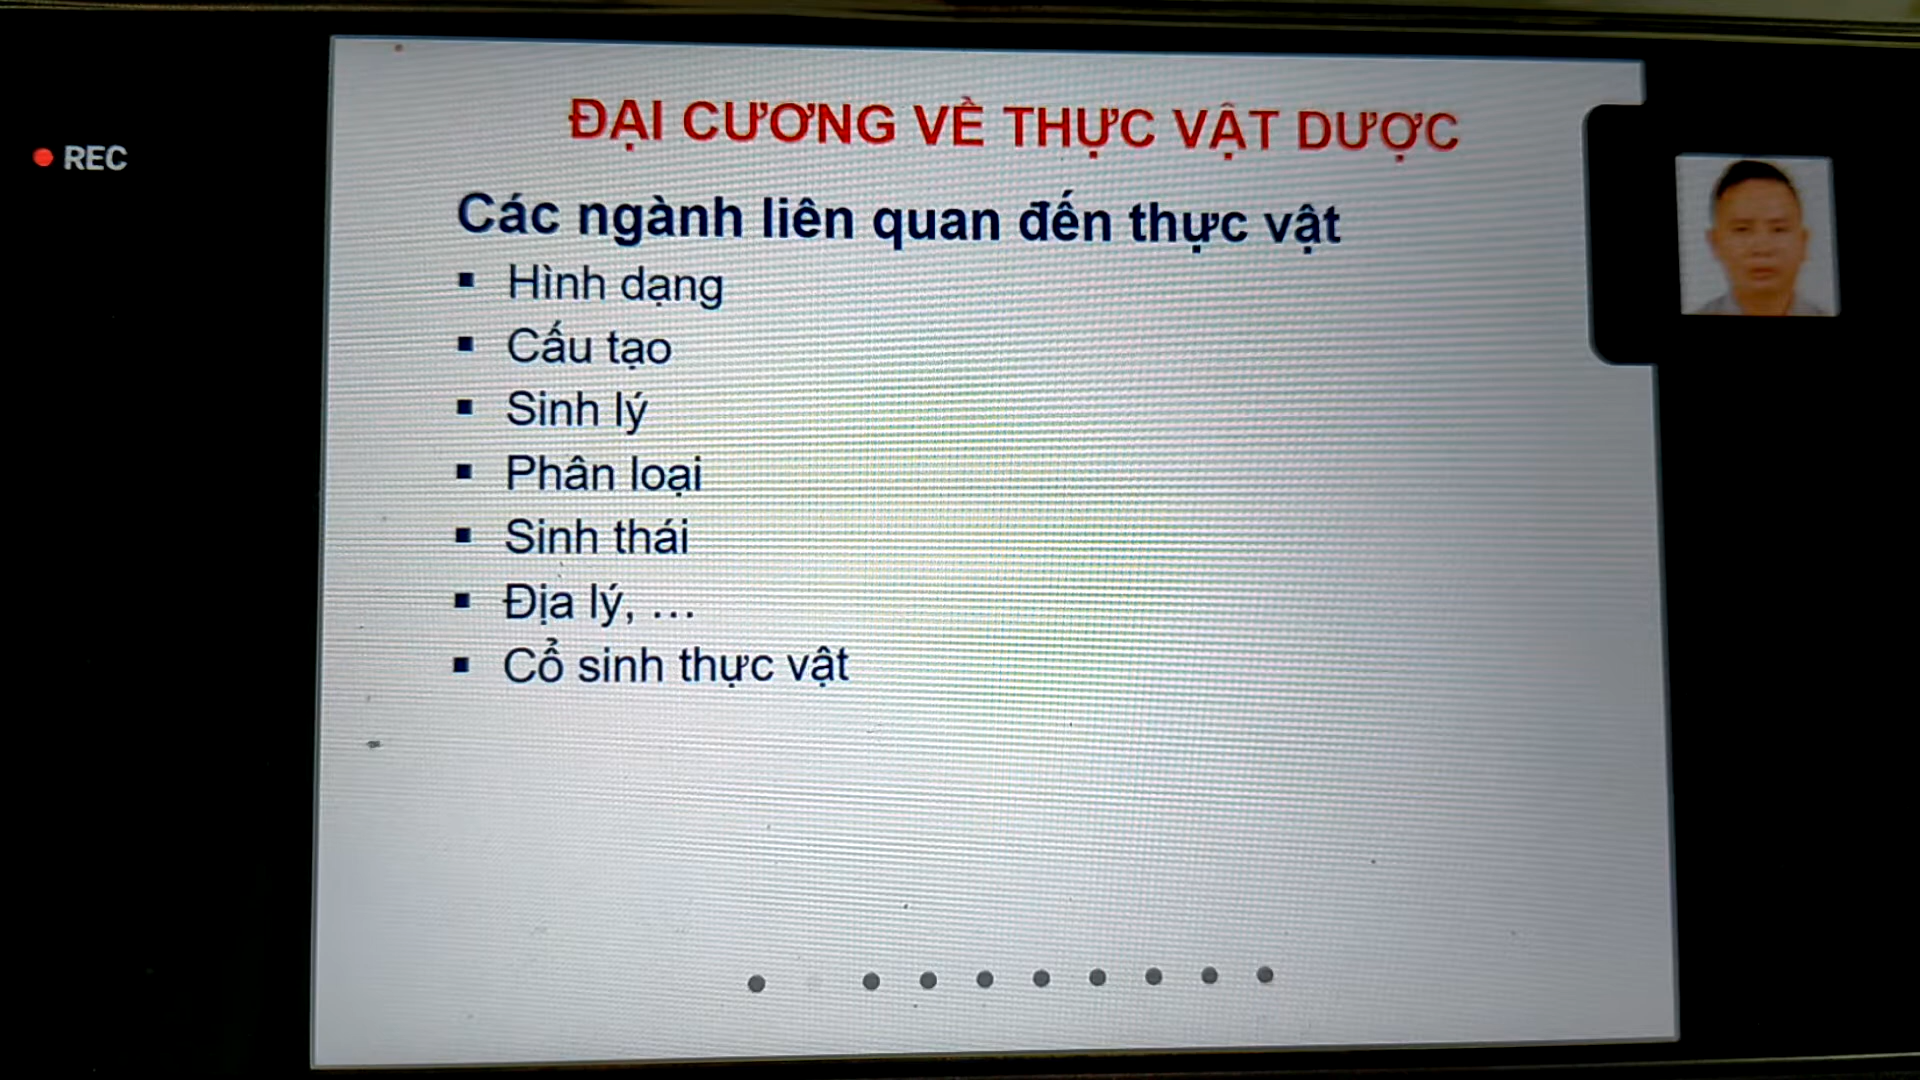 ĐẠI CƯƠNG VỀ THỰC VẬT DƯỢC
REC
Các ngành liên quan đến thực vật
▪ Hình dạng
▪ Cấu tạo
▪ Sinh lý
▪ Phân loại
▪ Sinh thái
▪ Địa lý, ...
▪ Cổ sinh thực vật